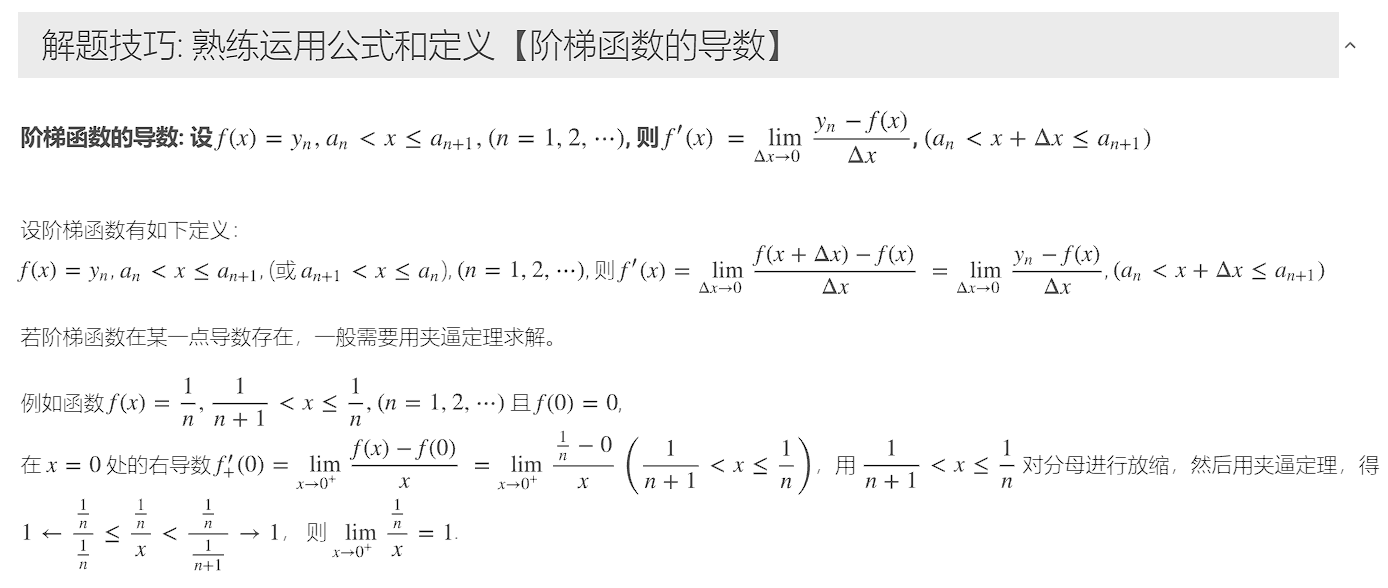 解题技巧: 熟练运用公式和定义【阶梯函数的导数】
阶梯函数的导数: 设 $f(x) = y_n, a_n < x \leq a_{n+1}, (n = 1, 2, \cdots)$, 则 $f'(x) = \lim_{\Delta x \to 0} \frac{y_n - f(x)}{\Delta x}$, $(a_n < x + \Delta x \leq a_{n+1})$
设阶梯函数有如下定义:
$f(x) = y_n, a_n < x \leq a_{n+1}$, (或 $a_{n+1} < x \leq a_n$), $(n = 1, 2, \cdots)$, 则 $f'(x) = \lim_{\Delta x \to 0} \frac{f(x + \Delta x) - f(x)}{\Delta x} = \lim_{\Delta x \to 0} \frac{y_n - f(x)}{\Delta x}$, $(a_n < x + \Delta x \leq a_{n+1})$
若阶梯函数在某一点导数存在，一般需要用夹逼定理求解。
例如函数 $f(x) = \frac{1}{n}, \frac{1}{n+1} < x \leq \frac{1}{n}, (n = 1, 2, \cdots)$ 且 $f(0) = 0$,
在 $x = 0$ 处的右导数 $f'_+(0) = \lim_{x \to 0^+} \frac{f(x) - f(0)}{x} = \lim_{x \to 0^+} \frac{\frac{1}{n} - 0}{x} \left( \frac{1}{n+1} < x \leq \frac{1}{n} \right)$，用 $\frac{1}{n+1} < x \leq \frac{1}{n}$ 对分母进行放缩，然后用夹逼定理，得
$1 \leftarrow \frac{\frac{1}{n}}{\frac{1}{n}} \leq \frac{\frac{1}{n}}{x} < \frac{\frac{1}{n}}{\frac{1}{n+1}} \to 1$，则 $\lim_{x \to 0^+} \frac{\frac{1}{n}}{x} = 1$.